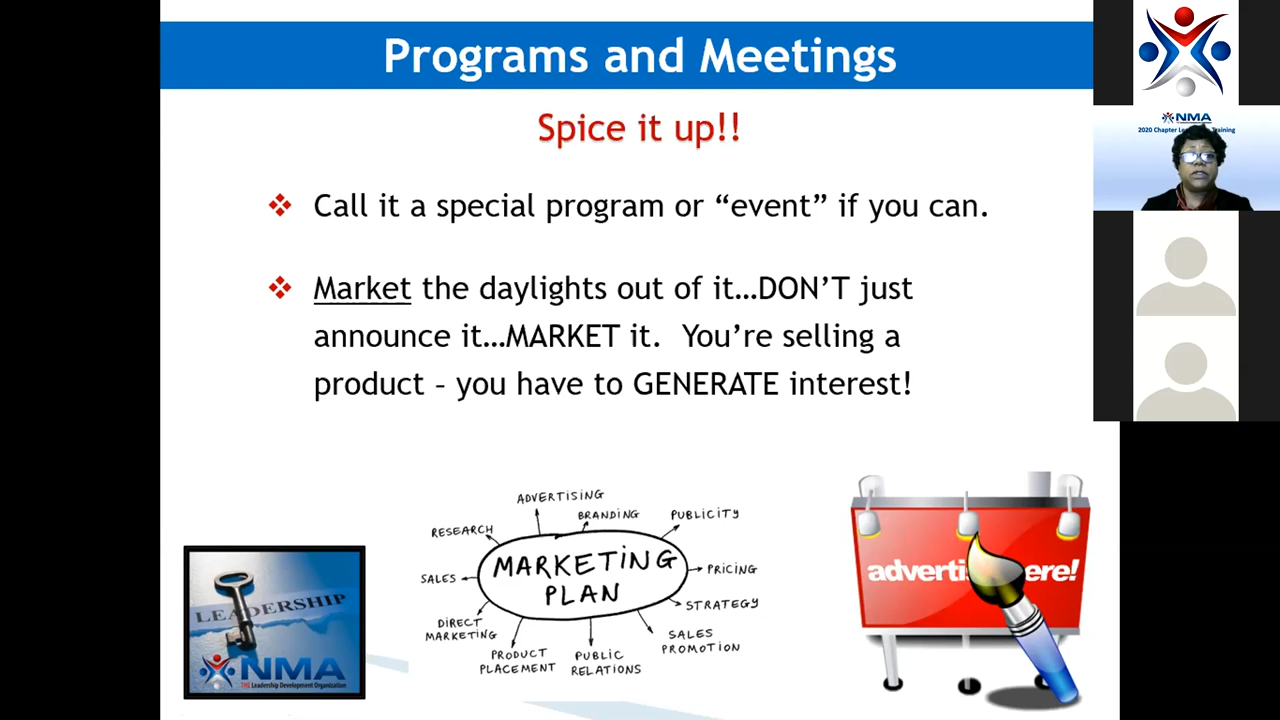 Programs and Meetings
Spice it up!!
❖ Call it a special program or “event” if you can.
❖ Market the daylights out of it…DON’T just
announce it…MARKET it. You’re selling a
product – you have to GENERATE interest!
ADVERTISING
BRANDING
PUBLICITY
RESEARCH
MARKETING
PLAN
SALES
PRICING
STRATEGY
DIRECT
MARKETING
SALES
PROMOTION
PRODUCT
PLACEMENT
PUBLIC
RELATIONS
LEADERSHIP
NMA
THE Leadership Development Organization
NMA
2020 Chapter